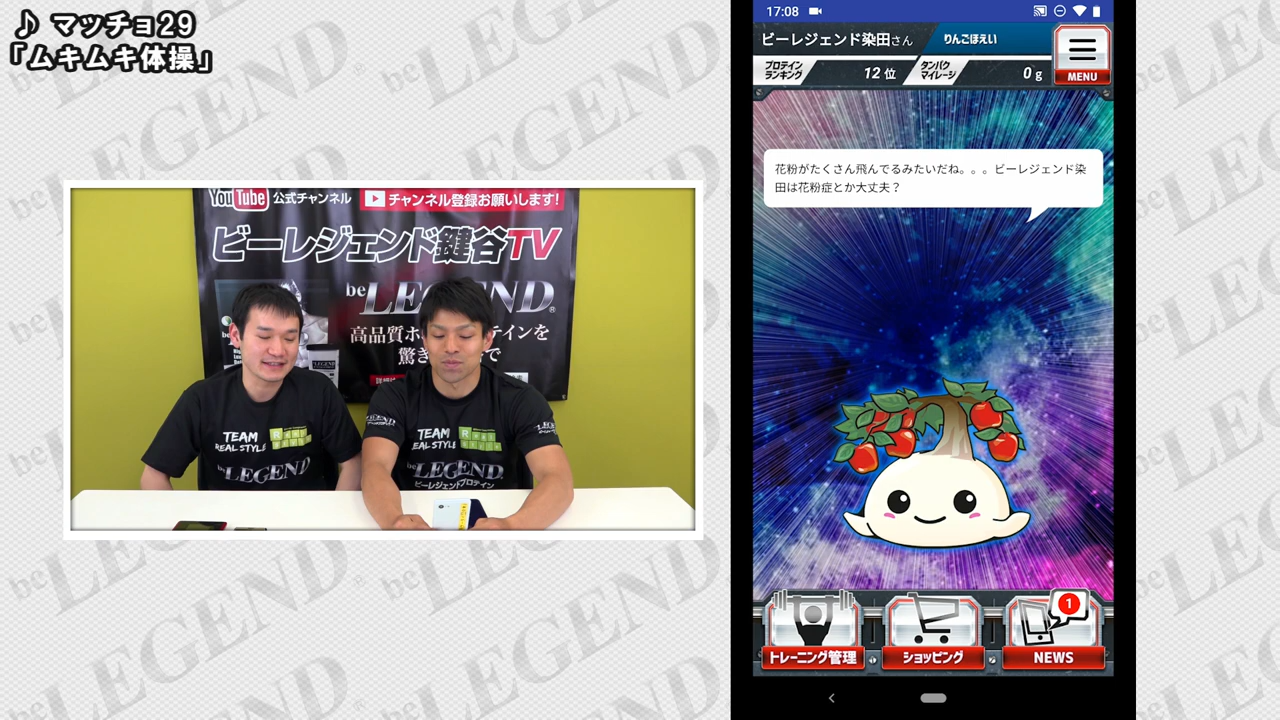 ♪ マッチョ29
「ムキムキ体操」
YouTube 公式チャンネル
チャンネル登録お願いします!
ビーレジェンド鍵谷TV
be LEGEND®
高品質ホ
テインを
驚き
で
TEAM
REAL STYLE
be LEGEND
TEAM
REAL STYLE
be LEGEND
ビーレジェンドプロテイン
17:08
ビーレジェンド染田さん
りんごほえい
MENU
プロテイン
ランキング
12 位
タンパク
マイレージ
0 g
花粉がたくさん飛んでるみたいだね。。。ビーレジェンド染
田は花粉症とか大丈夫？
1
トレーニング管理
ショッピング
NEWS
be LEGEND